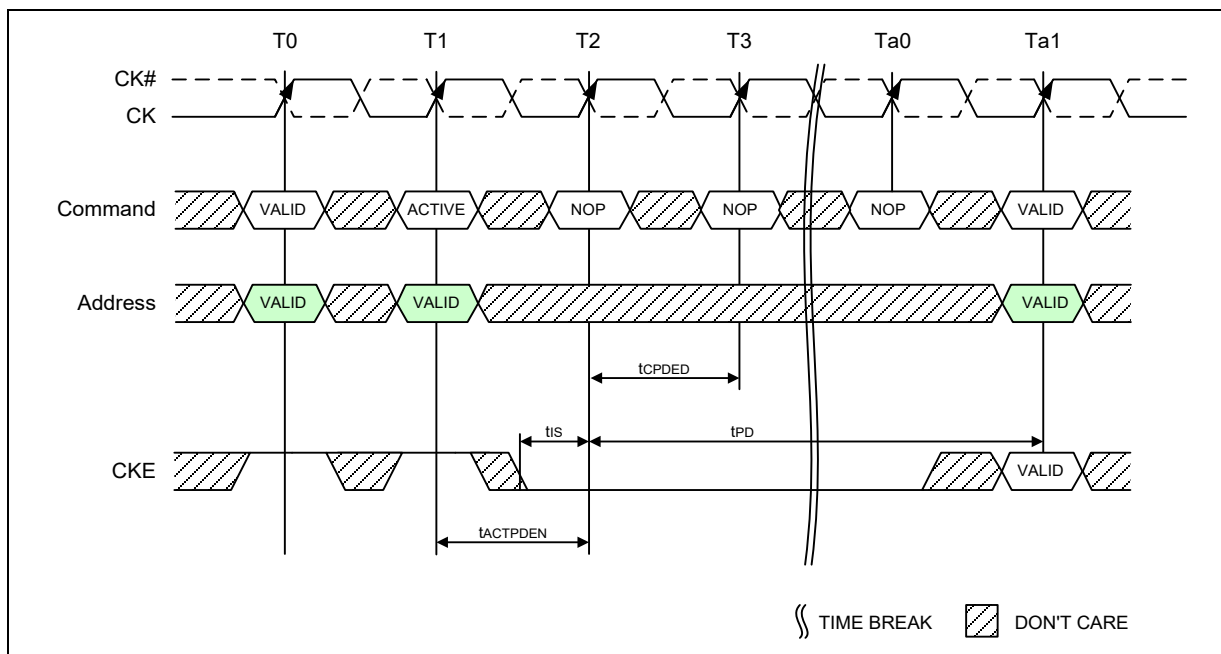 T0 T1 T2 T3 Ta0 Ta1
CK#
CK
Command VALID ACTIVE NOP NOP NOP VALID
Address VALID VALID VALID
tCPDED
tIS tPD
CKE VALID
tACTPDEN
TIME BREAK DON'T CARE